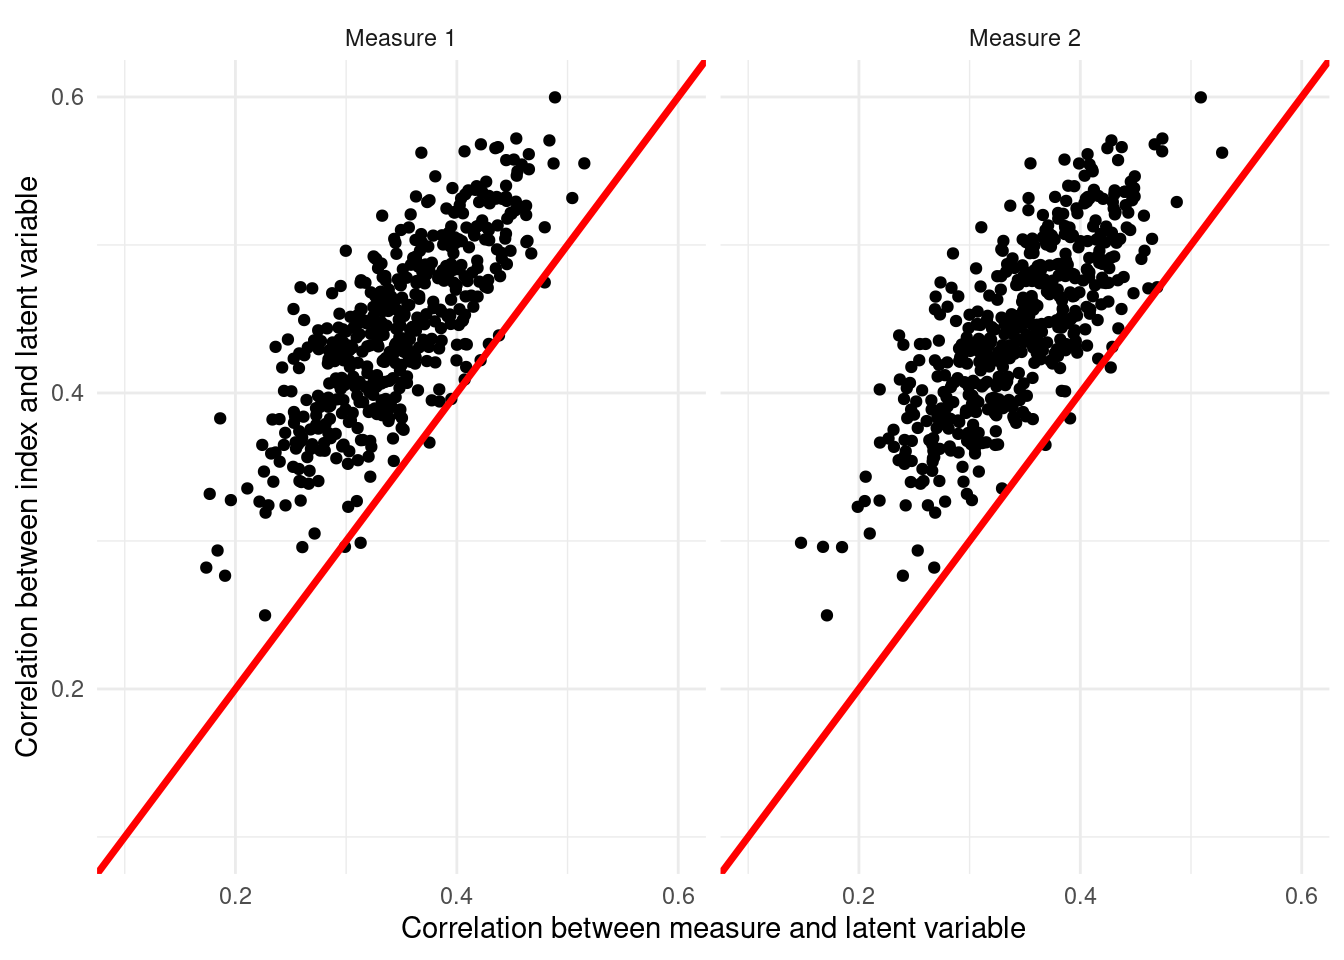 Measure 1
Measure 2
Correlation between index and latent variable
0.6
0.4
0.2
0.2
0.4
0.6
0.2
0.4
0.6
Correlation between measure and latent variable